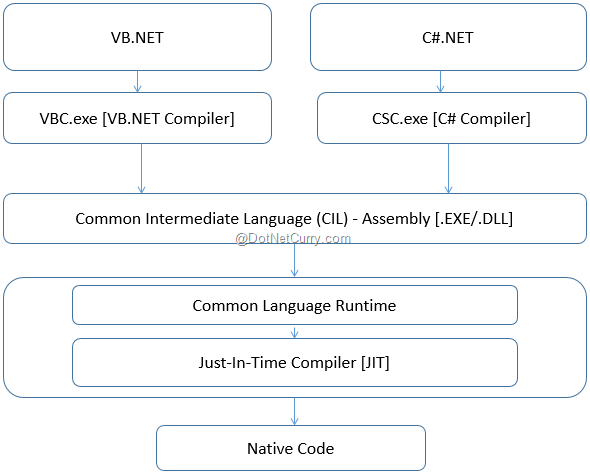 VB.NET
C#.NET
VBC.exe [VB.NET Compiler]
CSC.exe [C# Compiler]
Common Intermediate Language (CIL) - Assembly [.EXE/.DLL]
@DotNetCurry.com
Common Language Runtime
Just-In-Time Compiler [JIT]
Native Code